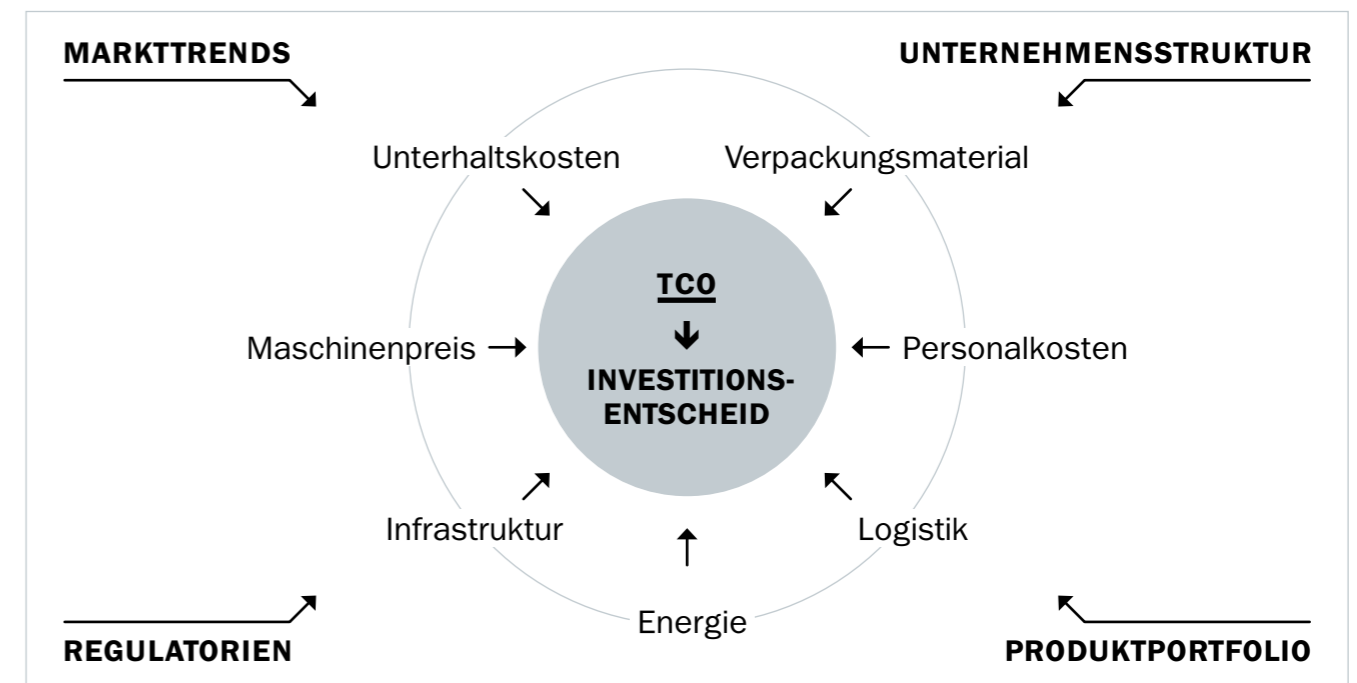 MARKTTRENDS
UNTERNEHMENSSTRUKTUR
Unterhaltskosten
Verpackungsmaterial
TCO
INVESTITIONS-
ENTSCHEID
Maschinenpreis
Personalkosten
Infrastruktur
Logistik
Energie
REGULATORIEN
PRODUKTPORTFOLIO